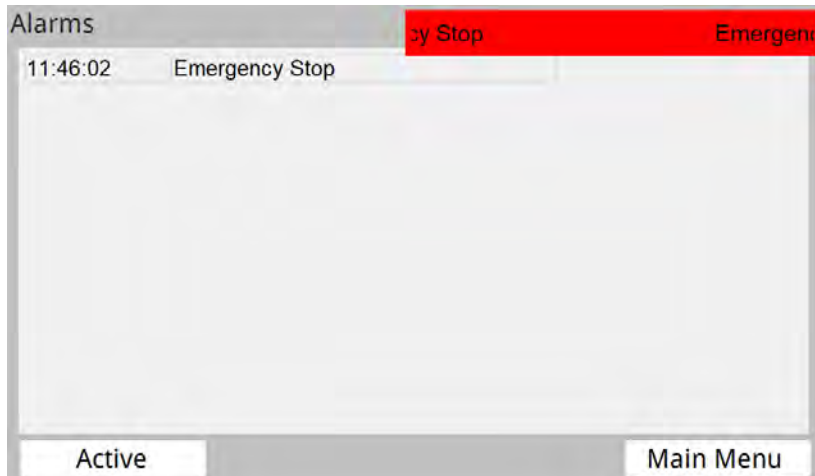 Alarms
cy Stop Emergenc
11:46:02 Emergency Stop
Active Main Menu